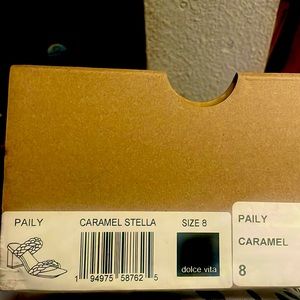 PAILY CARAMEL STELLA SIZE 8
1 94975 58762 5
dolce vita
PAILY
CARAMEL
8